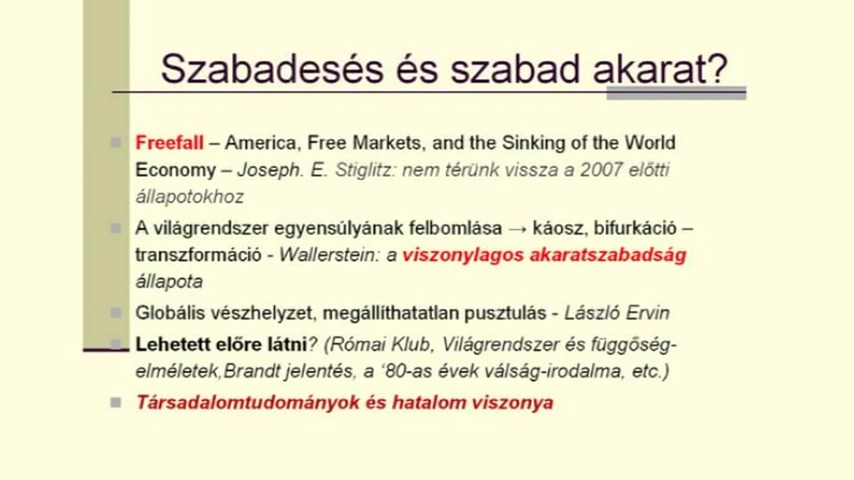 Szabadesés és szabad akarat?
Freefall – America, Free Markets, and the Sinking of the World
Economy – Joseph. E. Stiglitz: nem térünk vissza a 2007 előtti
állapotokhoz
A világrendszer egyensúlyának felbomlása → káosz, bifurkáció –
transzformáció - Wallerstein: a viszonylagos akaratszabadság
állapota
Globális vészhelyzet, megállíthatatlan pusztulás - László Ervin
Lehetett előre látni? (Római Klub, Világrendszer és függőség-
elméletek,Brandt jelentés, a ‘80-as évek válság-irodalma, etc.)
Társadalomtudományok és hatalom viszonya